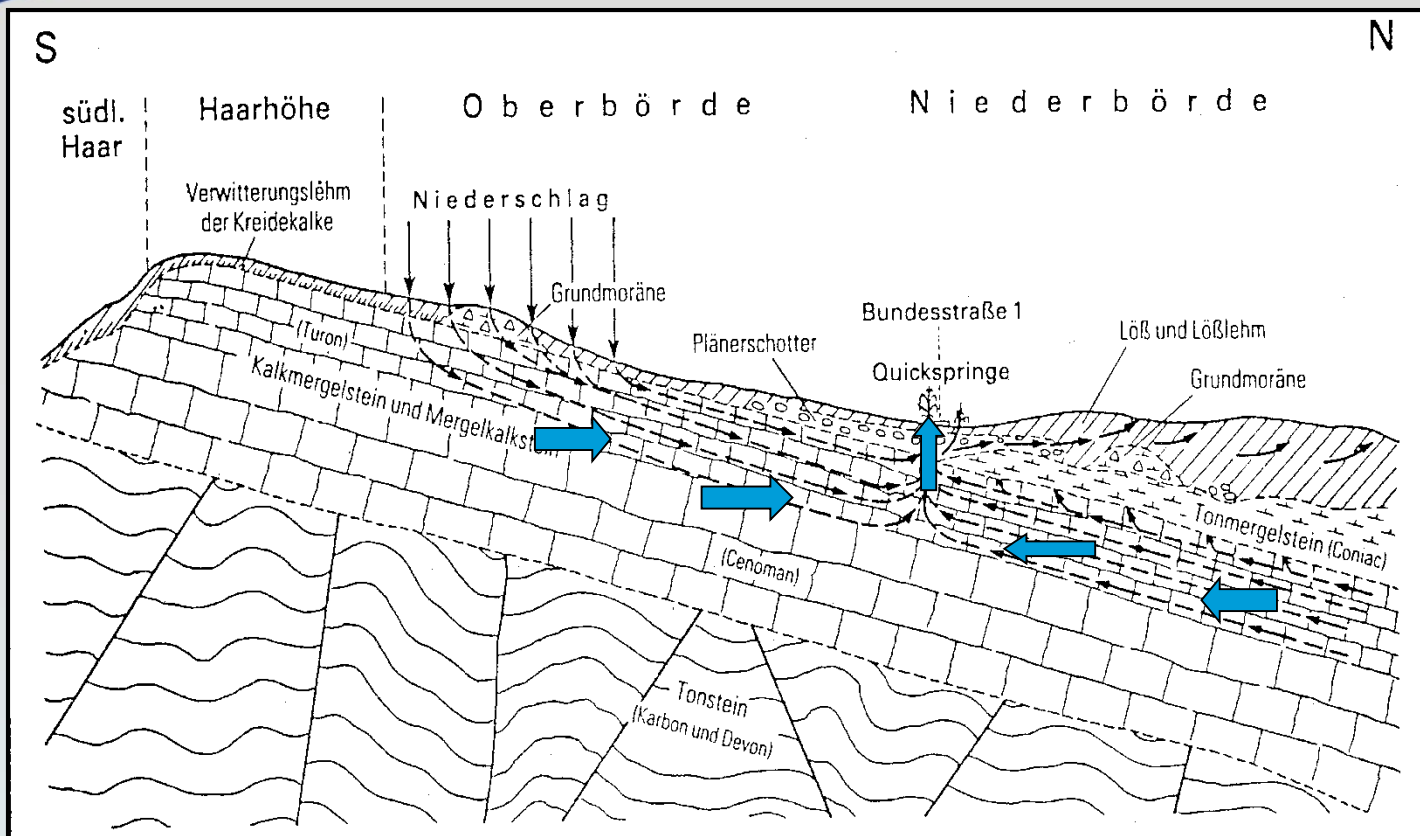 S
N
südl.
Haar
Haarhöhe
Oberbörde
Niederbörde
Verwitterungslehm
der Kreidekalke
Niederschlag
Grundmoräne
Bundesstraße 1
Quickspringe
Plänerschotter
Löß und Lößlehm
Grundmoräne
(Turon)
Kalkmergelstein und Mergelkalkstein
(Cenoman)
Tonmergelstein (Coniac)
Tonstein
(Karbon und Devon)